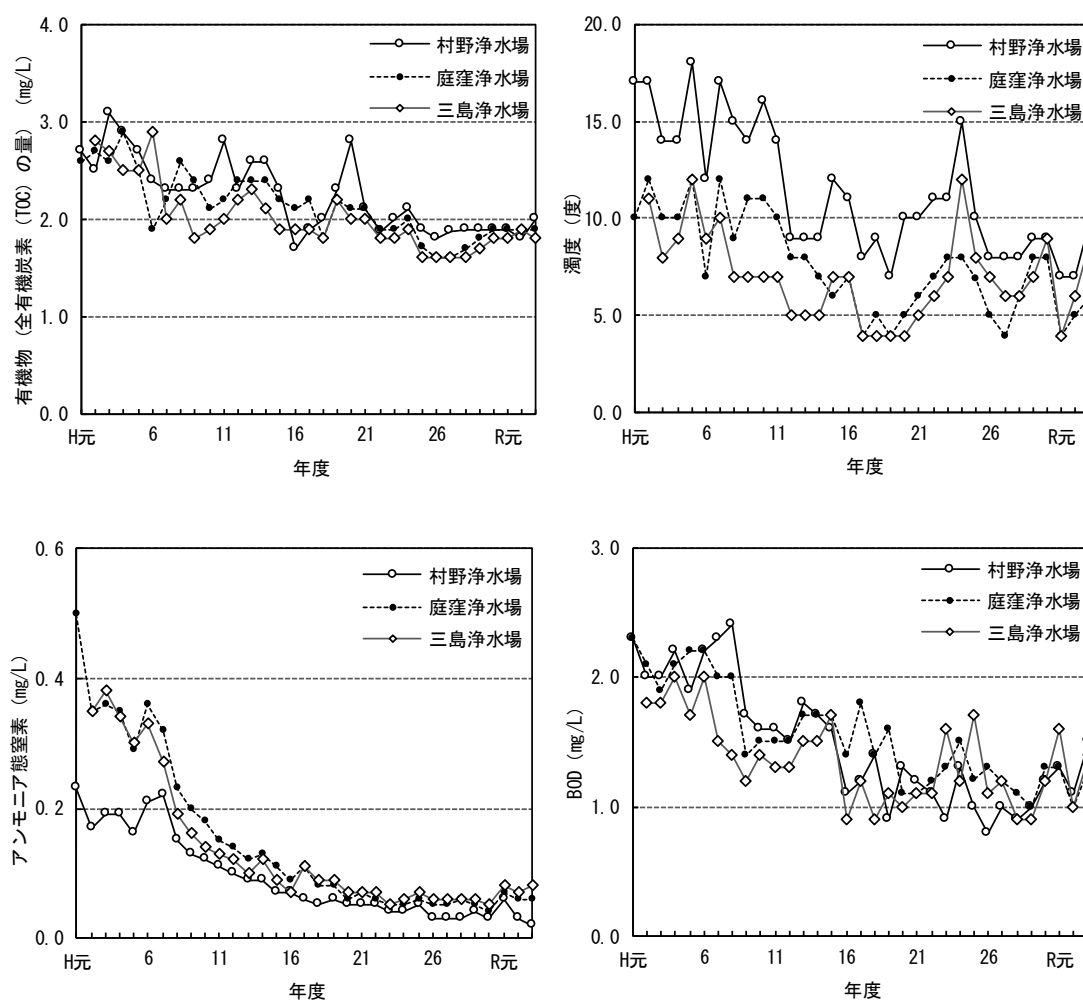 有機物（全有機炭素（TOC）の量）（mg/L）
4.0
3.0
2.0
1.0
0.0
村野浄水場
庭窪浄水場
三島浄水場
H元 6 11 16 21 26 R元
年度
濁度（度）
20.0
15.0
10.0
5.0
0.0
村野浄水場
庭窪浄水場
三島浄水場
H元 6 11 16 21 26 R元
年度
アンモニア態窒素（mg/L）
0.6
0.4
0.2
0.0
村野浄水場
庭窪浄水場
三島浄水場
H元 6 11 16 21 26 R元
年度
BOD（mg/L）
3.0
2.0
1.0
0.0
村野浄水場
庭窪浄水場
三島浄水場
H元 6 11 16 21 26 R元
年度